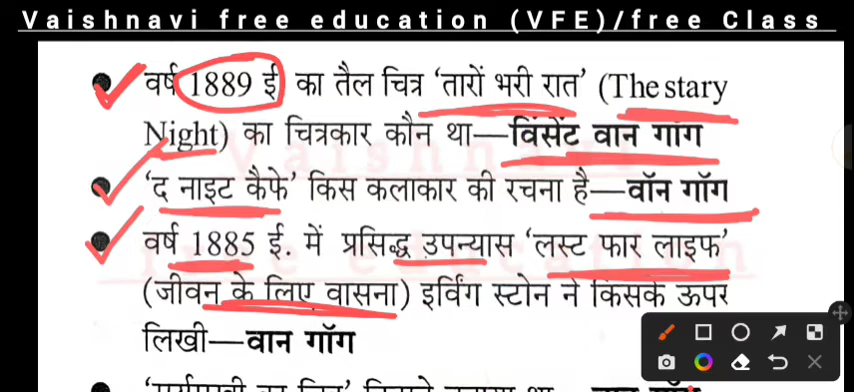 Vaishnavi free education (VFE)/free Class
वर्ष 1889 ई का तैल चित्र ‘तारों भरी रात’ (The stary
Night) का चित्रकार कौन था—विंसेंट वान गॉग
‘द नाइट कैफे’ किस कलाकार की रचना है—वॉन गॉग
वर्ष 1885 ई. में प्रसिद्ध उपन्यास ‘लस्ट फार लाइफ’
(जीवन के लिए वासना) इर्विंग स्टोन ने किसके ऊपर
लिखी—वान गॉग